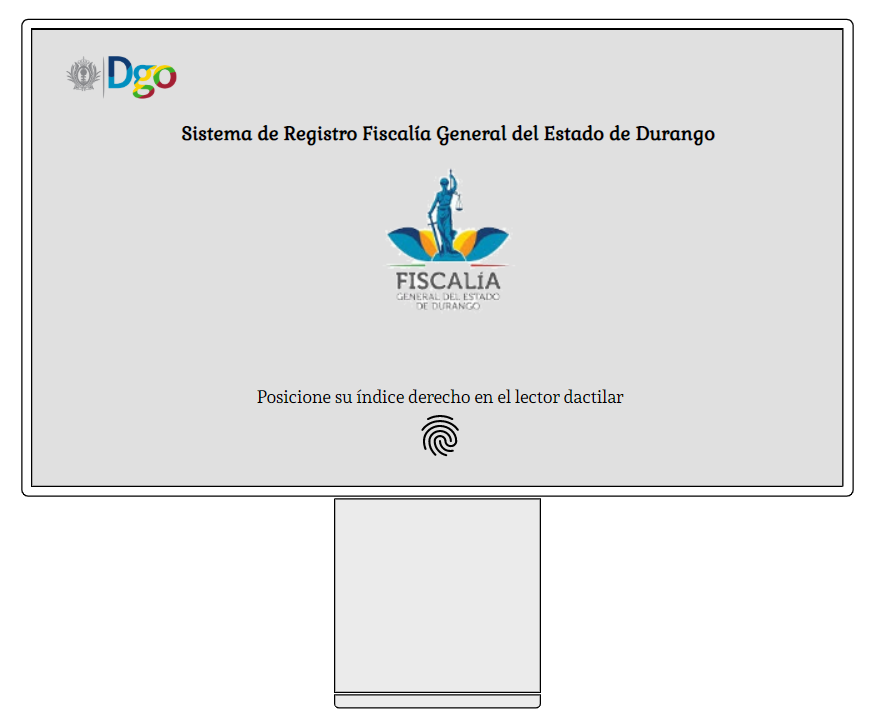 Dgo
Sistema de Registro Fiscalía General del Estado de Durango
FISCALíA
GENERAL DEL ESTADO
DE DURANGO
Posicione su índice derecho en el lector dactilar